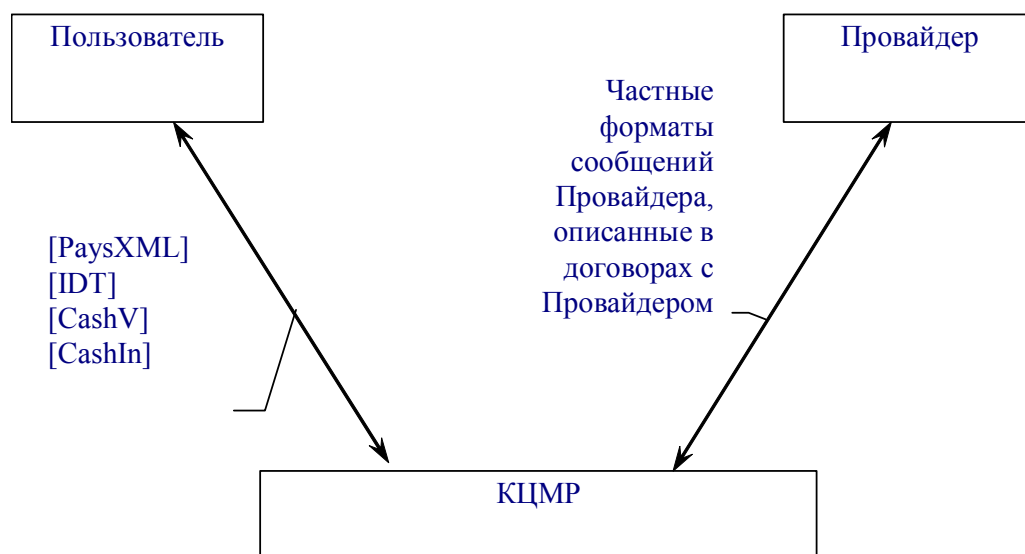 Пользователь
Провайдер
Частные
форматы
сообщений
Провайдера,
описанные в
договорах с
Провайдером
[PaysXML]
[IDT]
[CashV]
[CashIn]
КЦМР